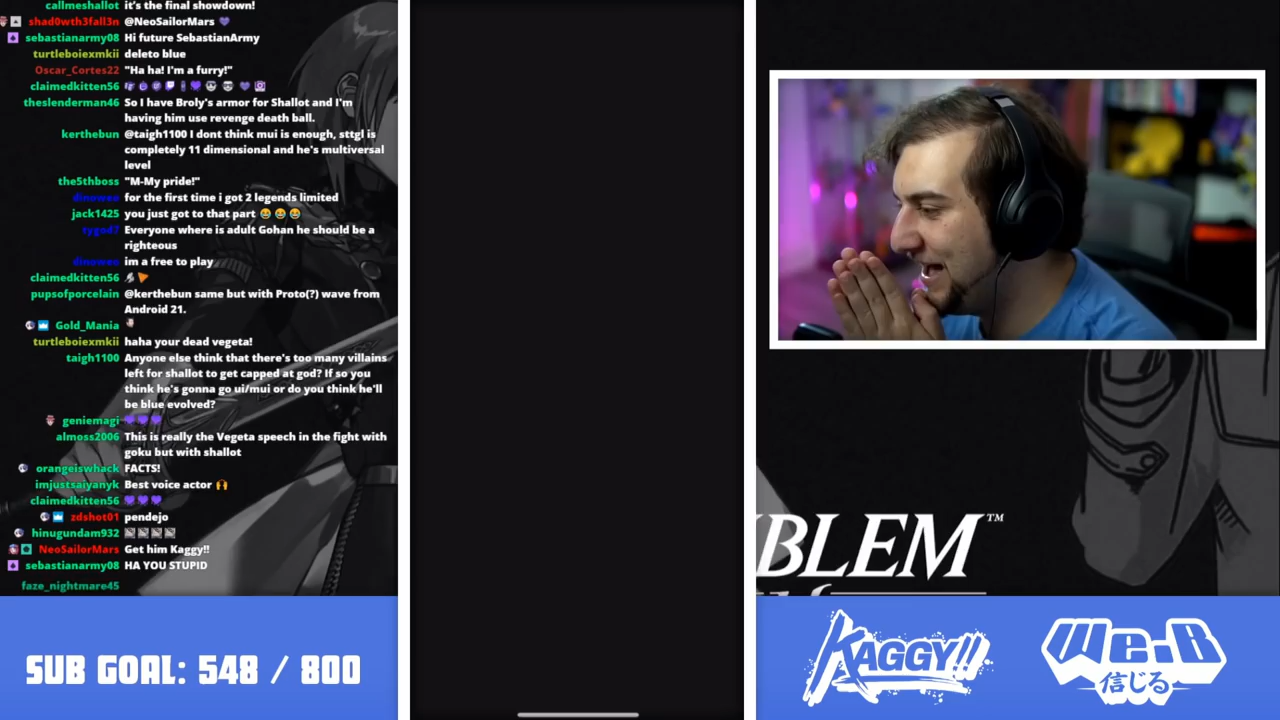 callmeshallot it's the final showdown!
shad0wth3fall3n @NeoSailorMars
sebastianarmy08 Hi future SebastianArmy
turtleboiexmkii deleto blue
Oscar_Cortes22 "Ha ha! I'm a furry!"
claimedkitten56
theslenderman46 So I have Broly's armor for Shallot and I'm
having him use revenge death ball.
kerthebun @taigh1100 I dont think mui is enough, sttgl is
completely 11 dimensional and he's multiversal
level
the5thboss "M-My pride!"
dinoweo for the first time i got 2 legends limited
jack1425 you just got to that part 😂 😂 😂
tygod7 Everyone where is adult Gohan he should be a
righteous
dinoweo im a free to play
claimedkitten56
pupsofporcelain @kerthebun same but with Proto(?) wave from
Android 21.
Gold_Mania
turtleboiexmkii haha your dead vegeta!
taigh1100 Anyone else think that there's too many villains
left for shallot to get capped at god? If so you
think he's gonna go ui/mui or do you think he'll
be blue evolved?
geniemagi
almoss2006 This is really the Vegeta speech in the fight with
goku but with shallot
orangeiswhack FACTS!
imjustsaiyanyk Best voice actor
claimedkitten56
zdshot01 pendejo
hinugundam932
NeoSailorMars Get him Kaggy!!
sebastianarmy08 HA YOU STUPID
faze_nightmare45
BLEM™
SUB GOAL: 548 / 800
KAGGY!!
We.B
信じる